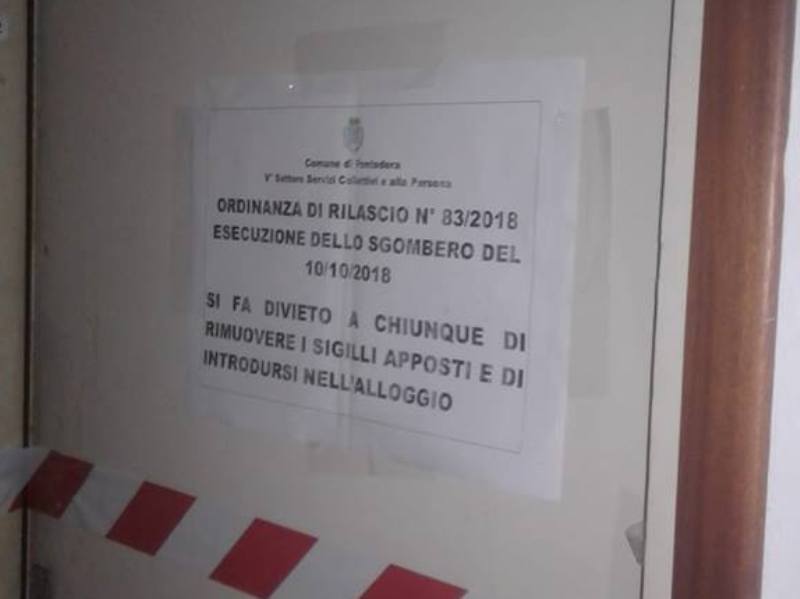 Comune di Pontedera
V° Settore Servizi Collettivi e alla Persona
ORDINANZA DI RILASCIO N° 83/2018
ESECUZIONE DELLO SGOMBERO DEL
10/10/2018
SI FA DIVIETO A CHIUNQUE DI
RIMUOVERE I SIGILLI APPOSTI E DI
INTRODURSI NELL'ALLOGGIO